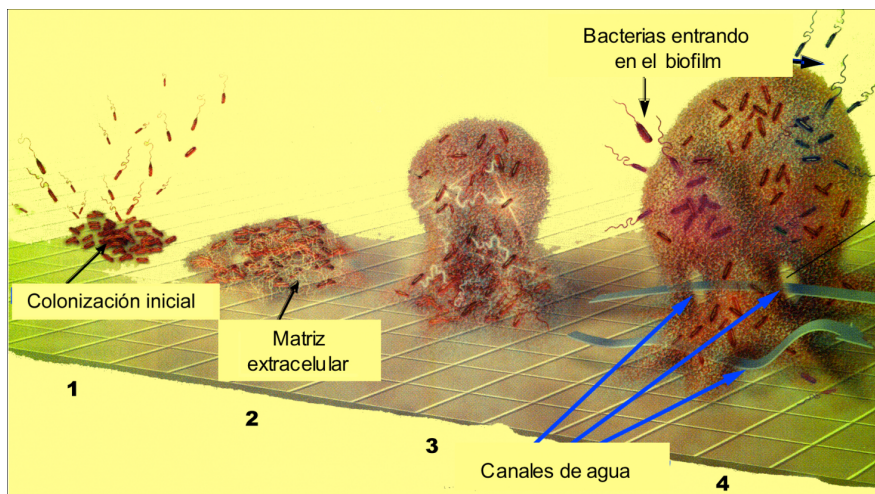 Bacterias entrando
en el biofilm
Colonización inicial
Matriz
extracelular
1
2
3
Canales de agua
4